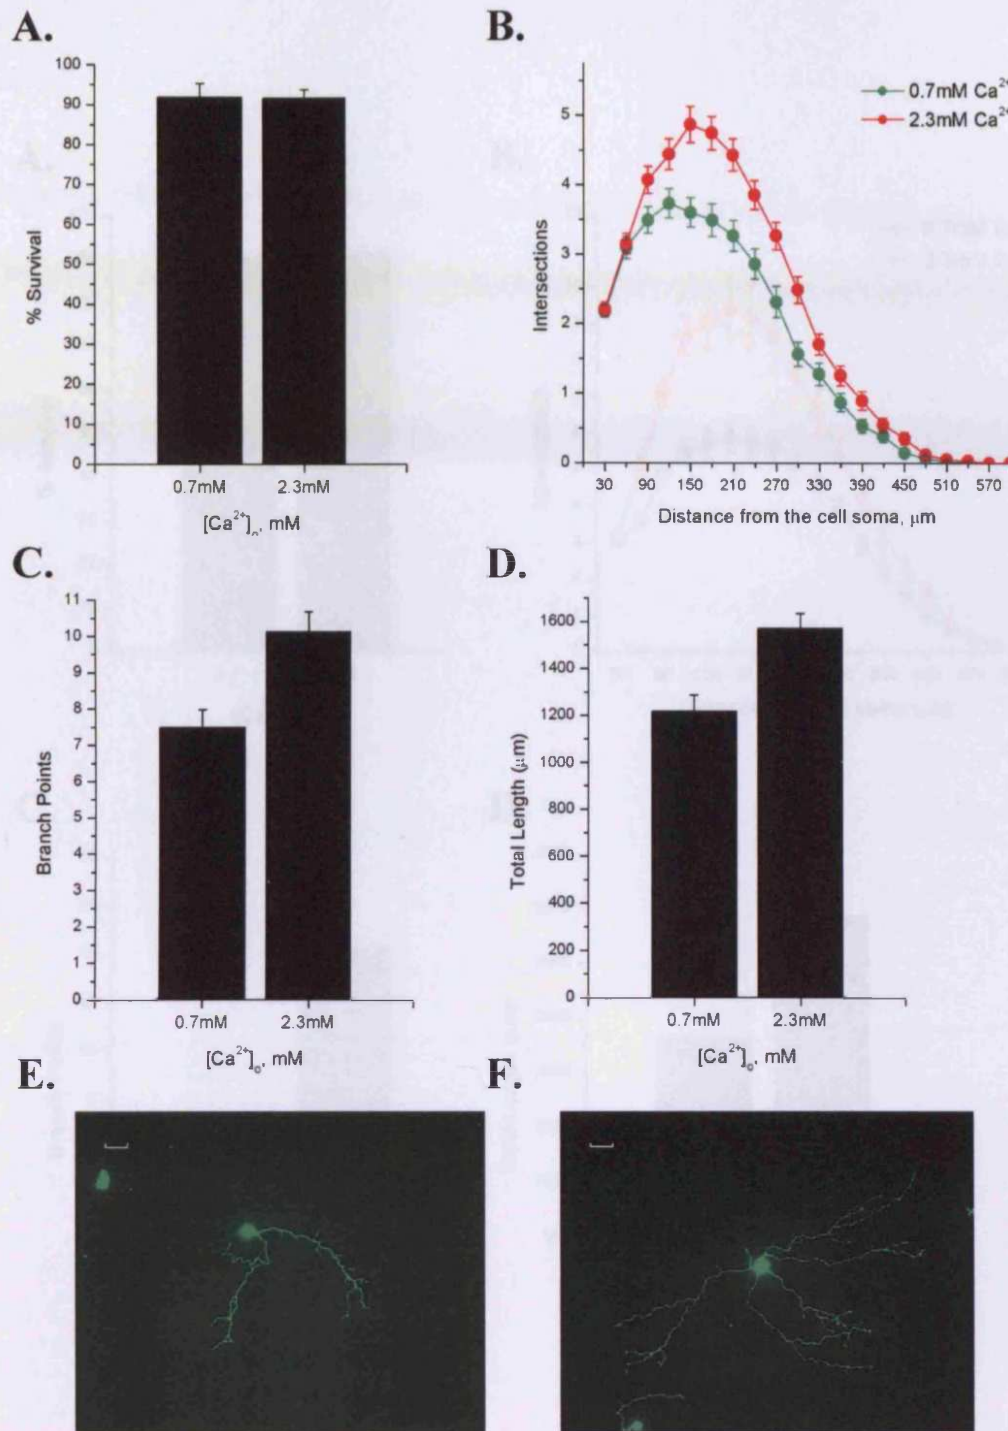 A.
100
90
80
70
60
50
40
30
20
10
0
% Survival
0.7mM 2.3mM
[Ca²⁺]ₒ, mM
B.
0.7mM Ca²⁺
2.3mM Ca²⁺
5
4
3
2
1
0
Intersections
30 90 150 210 270 330 390 450 510 570
Distance from the cell soma, μm
C.
11
10
9
8
7
6
5
4
3
2
1
0
Branch Points
0.7mM 2.3mM
[Ca²⁺]ₒ, mM
D.
1600
1400
1200
1000
800
600
400
200
0
Total Length (μm)
0.7mM 2.3mM
[Ca²⁺]ₒ, mM
E.
F.